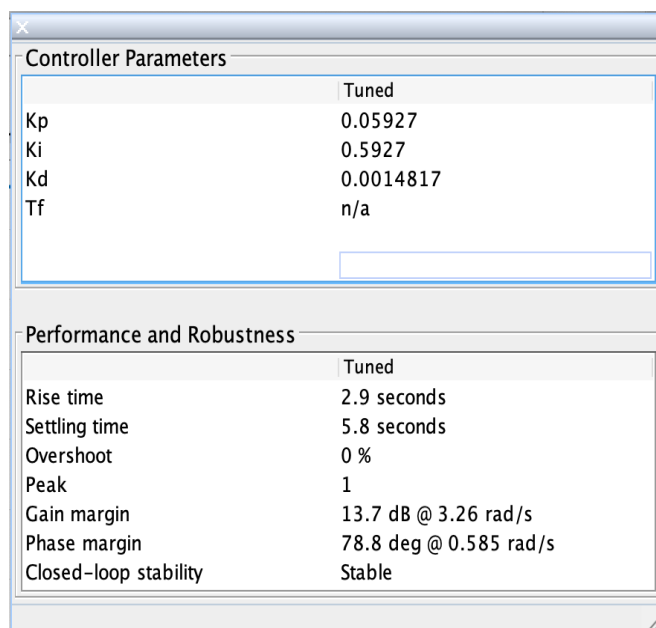 Controller Parameters
Tuned
Kp 0.05927
Ki 0.5927
Kd 0.0014817
Tf n/a
Performance and Robustness
Tuned
Rise time 2.9 seconds
Settling time 5.8 seconds
Overshoot 0 %
Peak 1
Gain margin 13.7 dB @ 3.26 rad/s
Phase margin 78.8 deg @ 0.585 rad/s
Closed-loop stability Stable